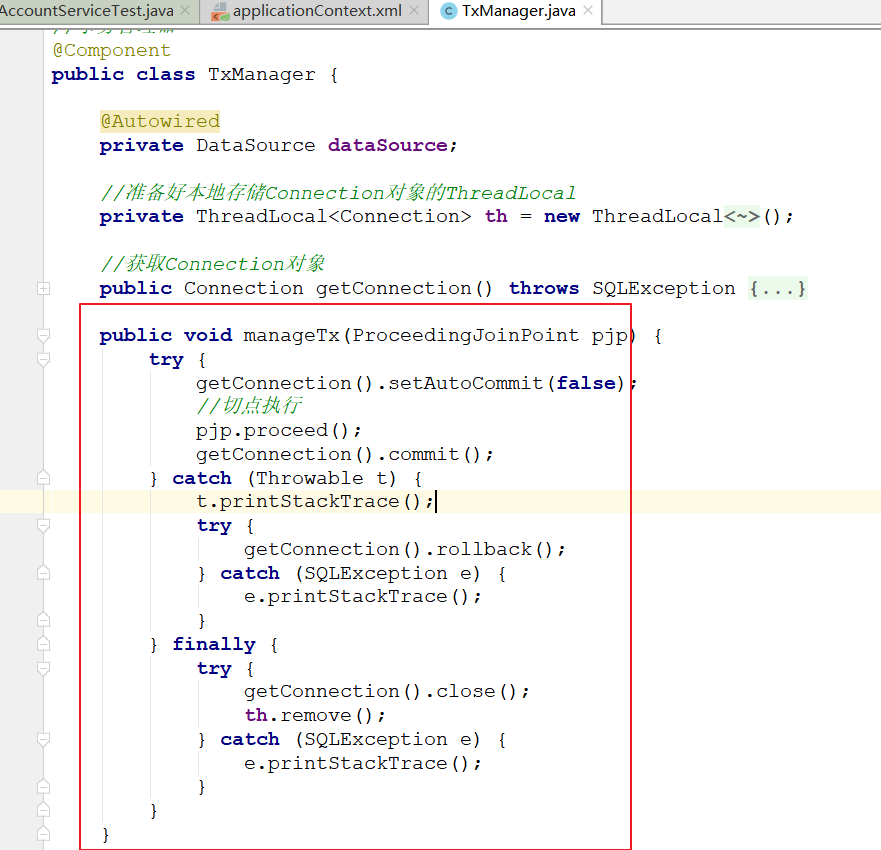 AccountServiceTest.java
applicationContext.xml
TxManager.java
@Component
public class TxManager {
@Autowired
private DataSource dataSource;
//准备好本地存储Connection对象的ThreadLocal
private ThreadLocal<Connection> th = new ThreadLocal<~>();
//获取Connection对象
public Connection getConnection() throws SQLException {...}
public void manageTx(ProceedingJoinPoint pjp) {
try {
getConnection().setAutoCommit(false);
//切点执行
pjp.proceed();
getConnection().commit();
} catch (Throwable t) {
t.printStackTrace();
try {
getConnection().rollback();
} catch (SQLException e) {
e.printStackTrace();
}
} finally {
try {
getConnection().close();
th.remove();
} catch (SQLException e) {
e.printStackTrace();
}
}
}